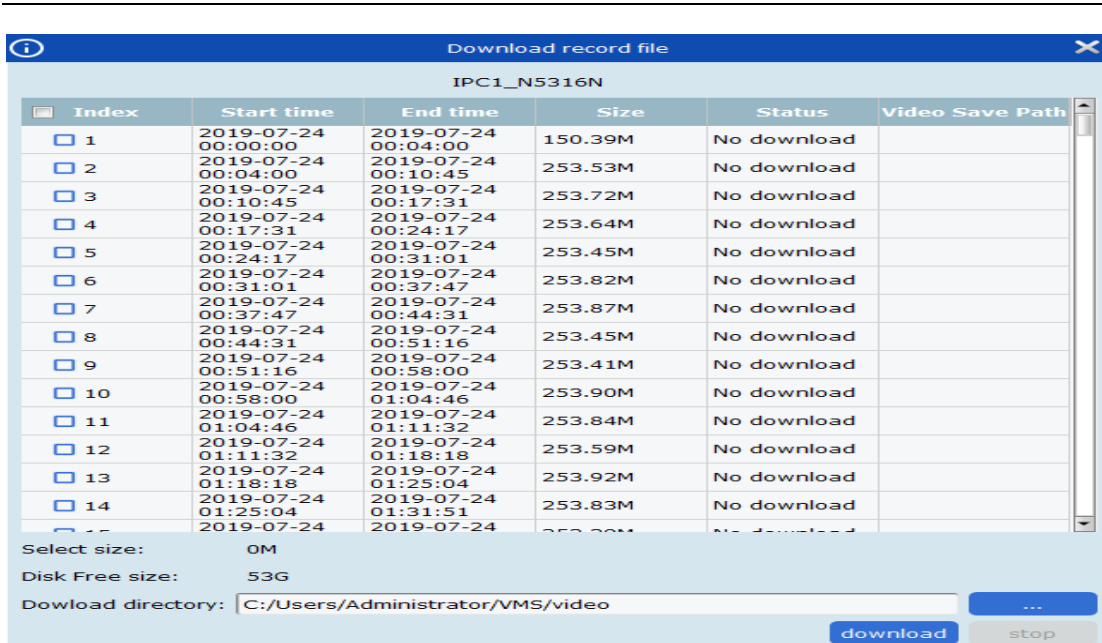 Download record file
IPC1_N5316N
Index Start time End time Size Status Video Save Path
1 2019-07-24 00:00:00 2019-07-24 00:04:00 150.39M No download
2 2019-07-24 00:04:00 2019-07-24 00:10:45 253.53M No download
3 2019-07-24 00:10:45 2019-07-24 00:17:31 253.72M No download
4 2019-07-24 00:17:31 2019-07-24 00:24:17 253.64M No download
5 2019-07-24 00:24:17 2019-07-24 00:31:01 253.45M No download
6 2019-07-24 00:31:01 2019-07-24 00:37:47 253.82M No download
7 2019-07-24 00:37:47 2019-07-24 00:44:31 253.87M No download
8 2019-07-24 00:44:31 2019-07-24 00:51:16 253.45M No download
9 2019-07-24 00:51:16 2019-07-24 00:58:00 253.41M No download
10 2019-07-24 00:58:00 2019-07-24 01:04:46 253.90M No download
11 2019-07-24 01:04:46 2019-07-24 01:11:32 253.84M No download
12 2019-07-24 01:11:32 2019-07-24 01:18:18 253.59M No download
13 2019-07-24 01:18:18 2019-07-24 01:25:04 253.92M No download
14 2019-07-24 01:25:04 2019-07-24 01:31:51 253.83M No download
2019-07-24 2019-07-24
Select size: 0M
Disk Free size: 53G
Dowload directory: C:/Users/Administrator/VMS/video ...
download stop